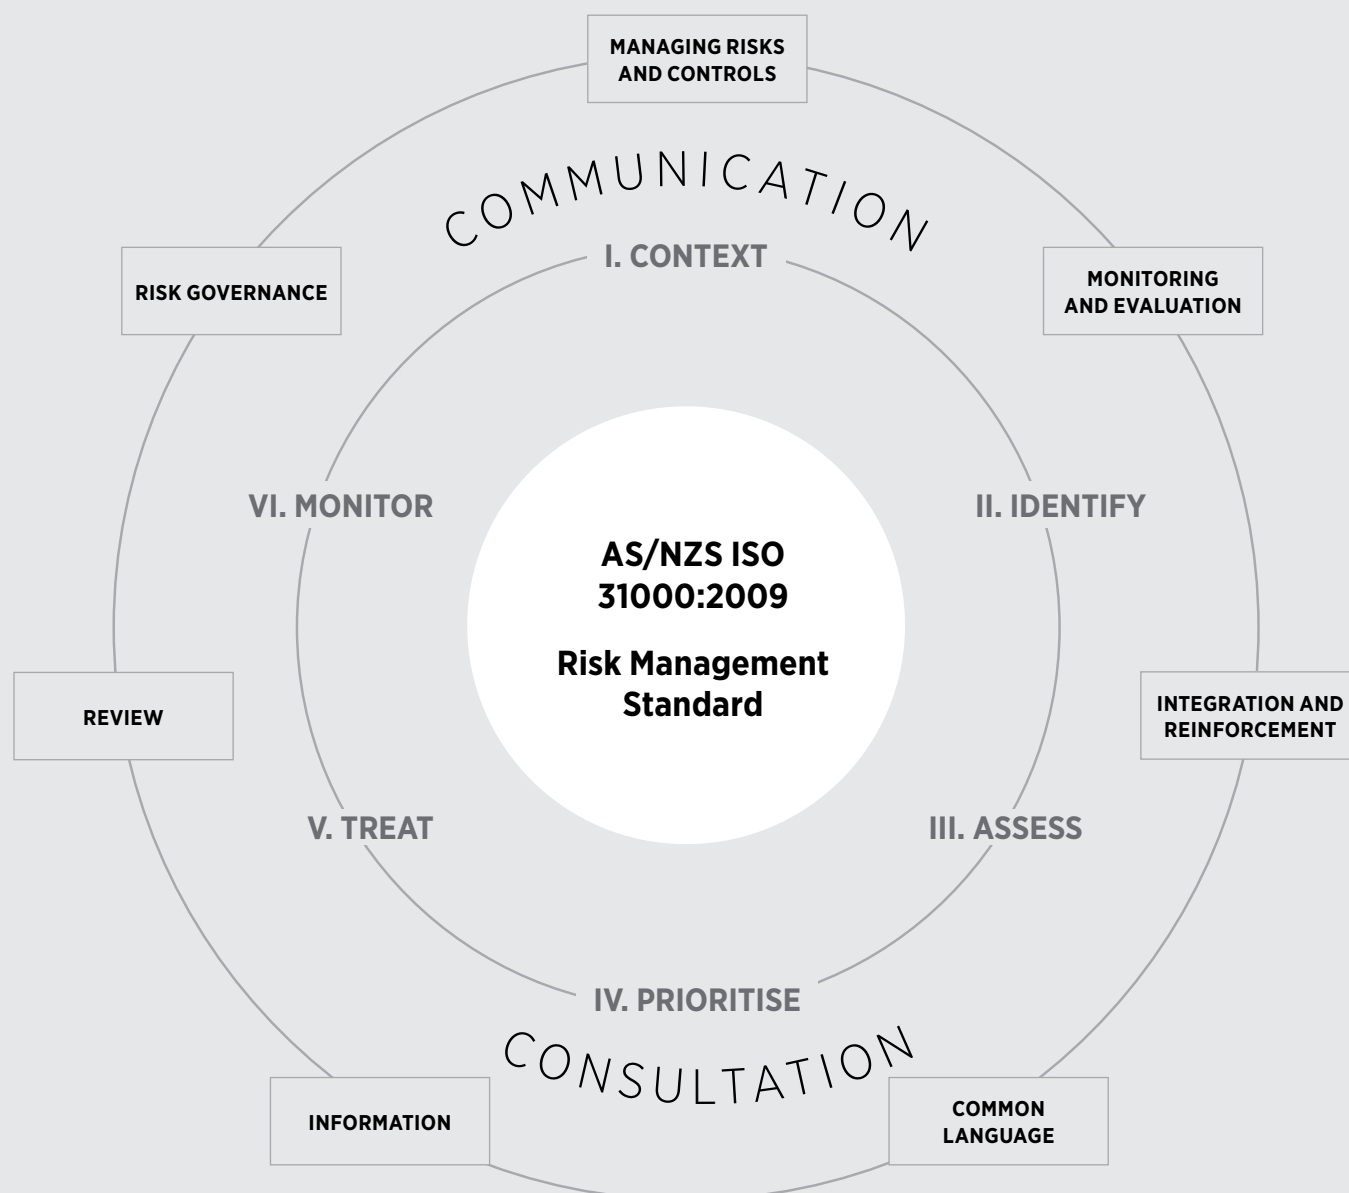 MANAGING RISKS
AND CONTROLS
COMMUNICATION
I. CONTEXT
RISK GOVERNANCE
MONITORING
AND EVALUATION
VI. MONITOR
II. IDENTIFY
AS/NZS ISO
31000:2009
Risk Management
Standard
REVIEW
INTEGRATION AND
REINFORCEMENT
V. TREAT
III. ASSESS
IV. PRIORITISE
CONSULTATION
INFORMATION
COMMON
LANGUAGE